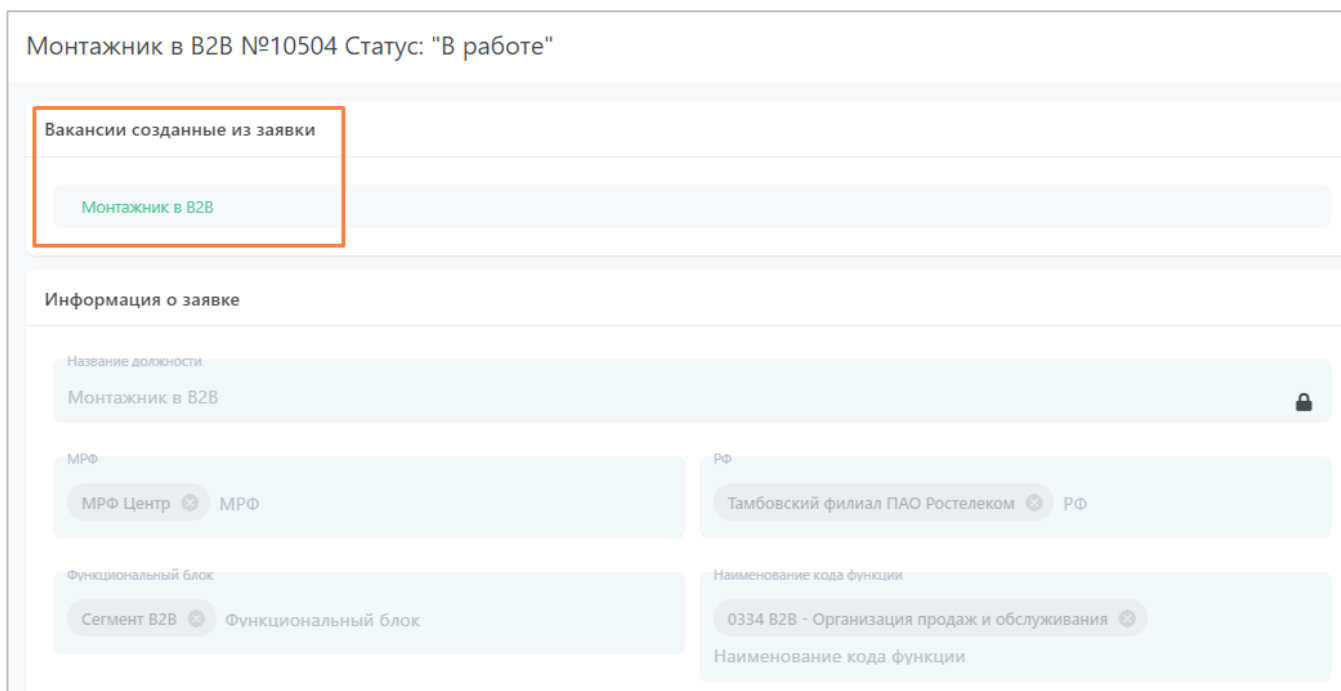 Монтажник в B2B №10504 Статус: "В работе"
Вакансии созданные из заявки
Монтажник в B2B
Информация о заявке
Название должности
Монтажник в B2B
МРФ
МРФ Центр МРФ
РФ
Тамбовский филиал ПАО Ростелеком РФ
Функциональный блок
Сегмент B2B Функциональный блок
Наименование кода функции
0334 B2B - Организация продаж и обслуживания
Наименование кода функции